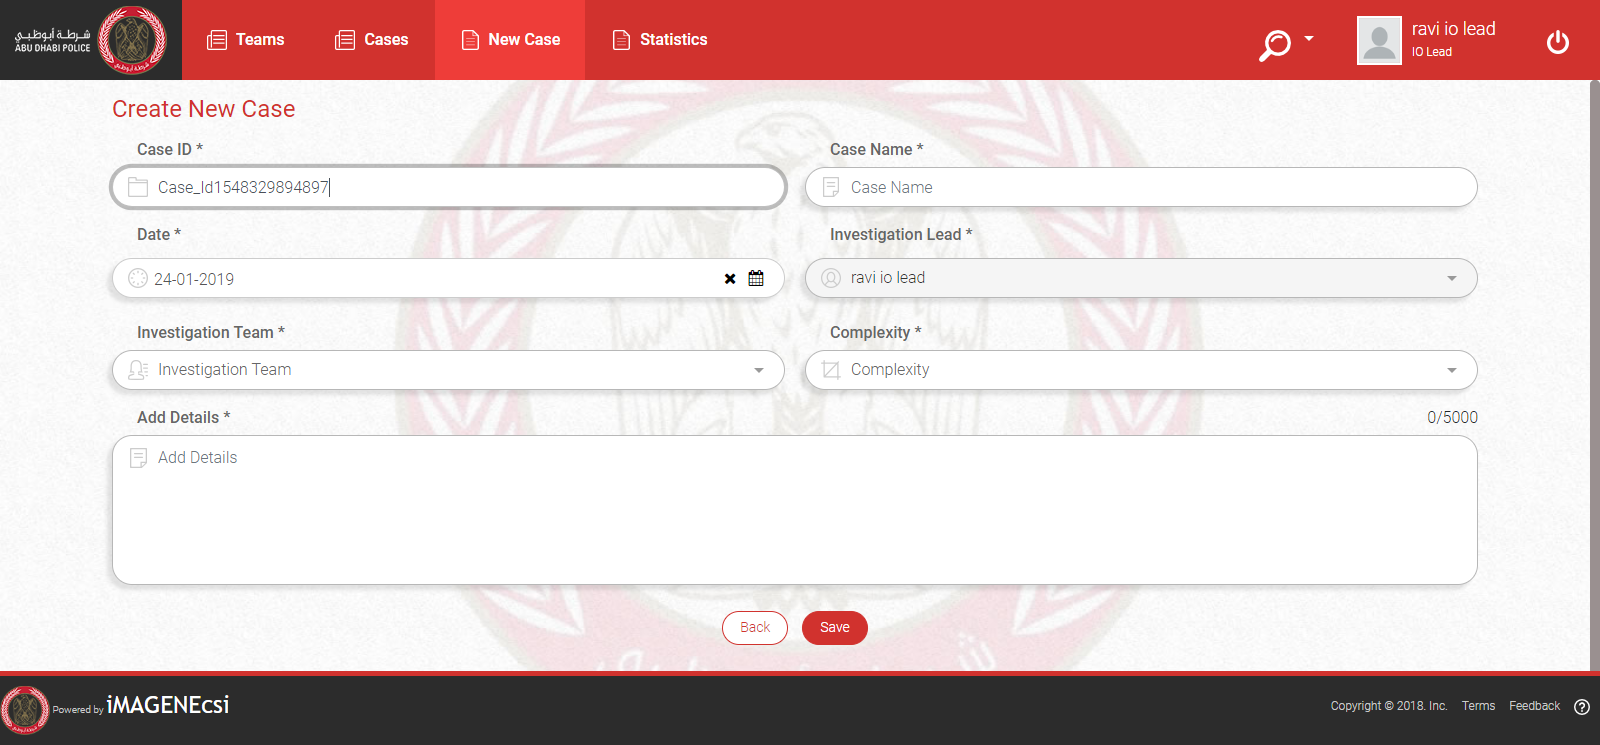 شرطة أبوظبي
ABU DHABI POLICE
Teams
Cases
New Case
Statistics
ravi io lead
IO Lead
Create New Case
Case ID *
Case Name *
Case_Id1548329894897
Case Name
Date *
Investigation Lead *
24-01-2019
ravi io lead
Investigation Team *
Complexity *
Investigation Team
Complexity
Add Details *
0/5000
Add Details
Back
Save
Powered by iMAGENEcsi
Copyright © 2018. Inc.
Terms
Feedback